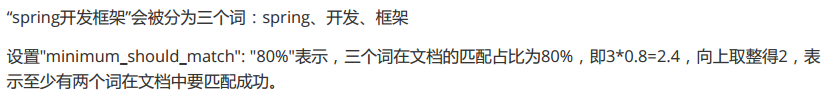 “spring开发框架”会被分为三个词：spring、开发、框架
设置"minimum_should_match": "80%"表示，三个词在文档的匹配占比为80%，即3*0.8=2.4，向上取整得2，表
示至少有两个词在文档中要匹配成功。